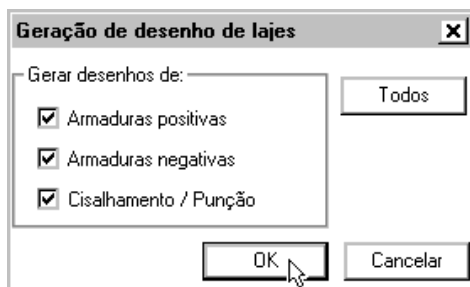 Geração de desenho de lajes
Gerar desenhos de:
Todos
Armaduras positivas
Armaduras negativas
Cisalhamento / Punção
OK
Cancelar